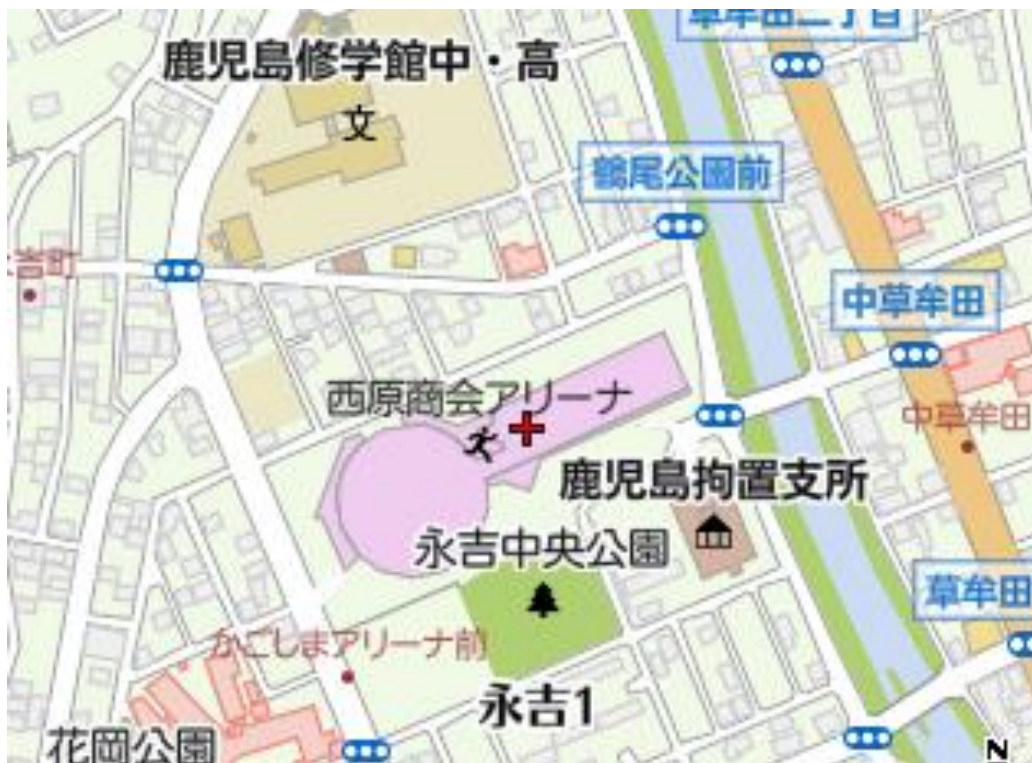 草牟田二丁目
鹿児島修学館中・高
文
鶴尾公園前
永吉町
中草牟田
西原商会アリーナ
中草牟田
鹿児島拘置支所
永吉中央公園
草牟田
かごしまアリーナ前
永吉1
花岡公園
N